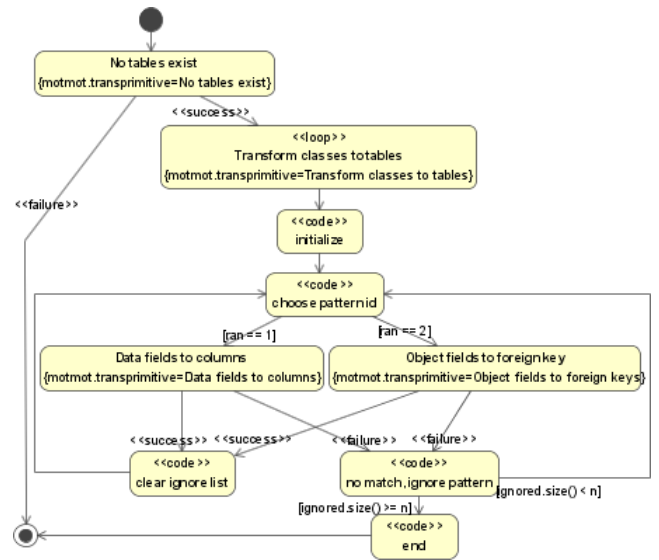 No tables exist
{motmot.transprimitive=No tables exist}
<<success>>
<<loop>>
Transform classes to tables
{motmot.transprimitive=Transform classes to tables}
<<failure>>
<<code>>
initialize
<<code>>
choose pattern id
[ran == 1]
[ran == 2]
Data fields to columns
{motmot.transprimitive=Data fields to columns}
Object fields to foreign key
{motmot.transprimitive=Object fields to foreign keys}
<<success>>
<<success>>
<<failure>>
<<failure>>
<<code>>
clear ignore list
<<code>>
no match, ignore pattern
[ignored.size() < n]
[ignored.size() >= n]
<<code>>
end